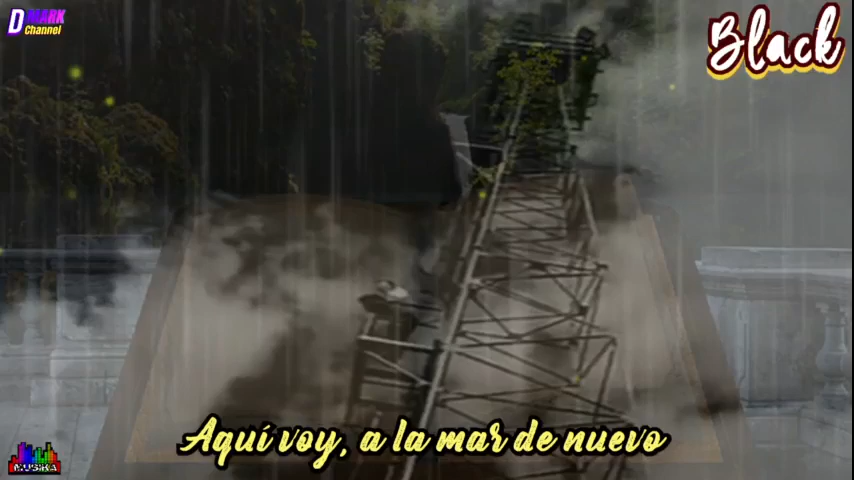 D MARK
Channel
Black
Aquí voy, a la mar de nuevo
MUSIKA